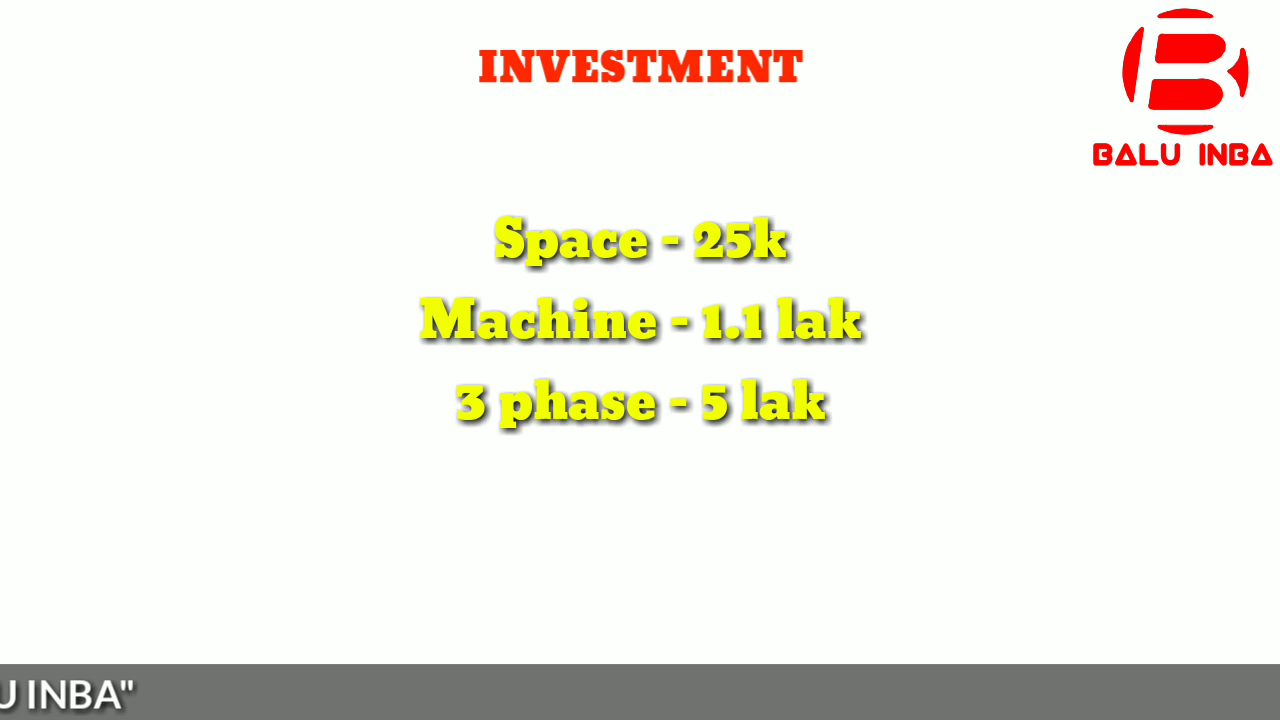 INVESTMENT
BALU INBA
Space - 25k
Machine - 1.1 lak
3 phase - 5 lak
U INBA"